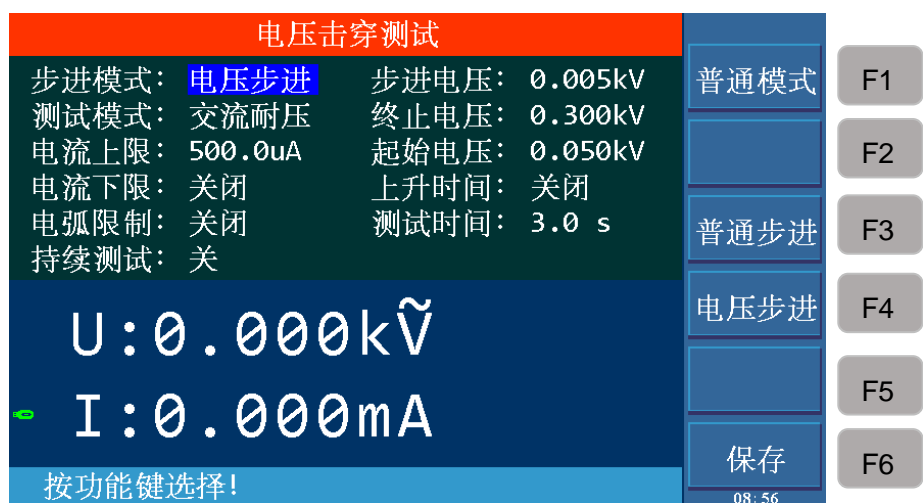 电压击穿测试
步进模式: 电压步进 步进电压: 0.005kV
测试模式: 交流耐压 终止电压: 0.300kV
电流上限: 500.0uA 起始电压: 0.050kV
电流下限: 关闭 上升时间: 关闭
电弧限制: 关闭 测试时间: 3.0 s
持续测试: 关
U:0.000kṼ
I:0.000mA
按功能键选择!
普通模式 F1
F2
普通步进 F3
电压步进 F4
F5
保存 F6
08:56